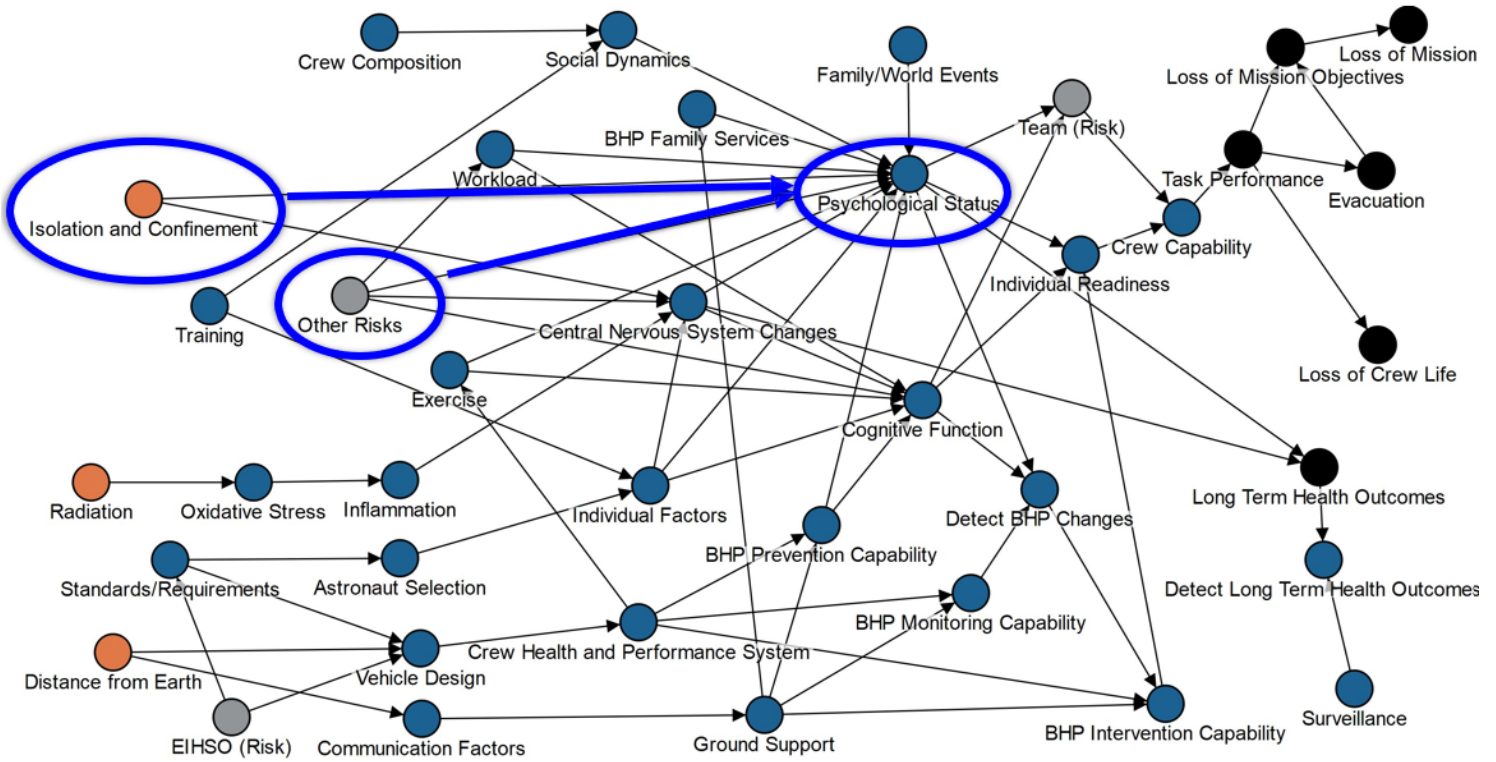 Crew Composition
Social Dynamics
Family/World Events
Loss of Mission Objectives
Loss of Mission
BHP Family Services
Team (Risk)
Workload
Task Performance
Evacuation
Isolation and Confinement
Psychological Status
Crew Capability
Individual Readiness
Training
Other Risks
Central Nervous System Changes
Loss of Crew Life
Exercise
Cognitive Function
Radiation
Oxidative Stress
Inflammation
Individual Factors
Detect BHP Changes
Long Term Health Outcomes
BHP Prevention Capability
Standards/Requirements
Astronaut Selection
Detect Long Term Health Outcomes
BHP Monitoring Capability
Distance from Earth
Vehicle Design
Crew Health and Performance System
EIHSO (Risk)
Communication Factors
Ground Support
BHP Intervention Capability
Surveillance